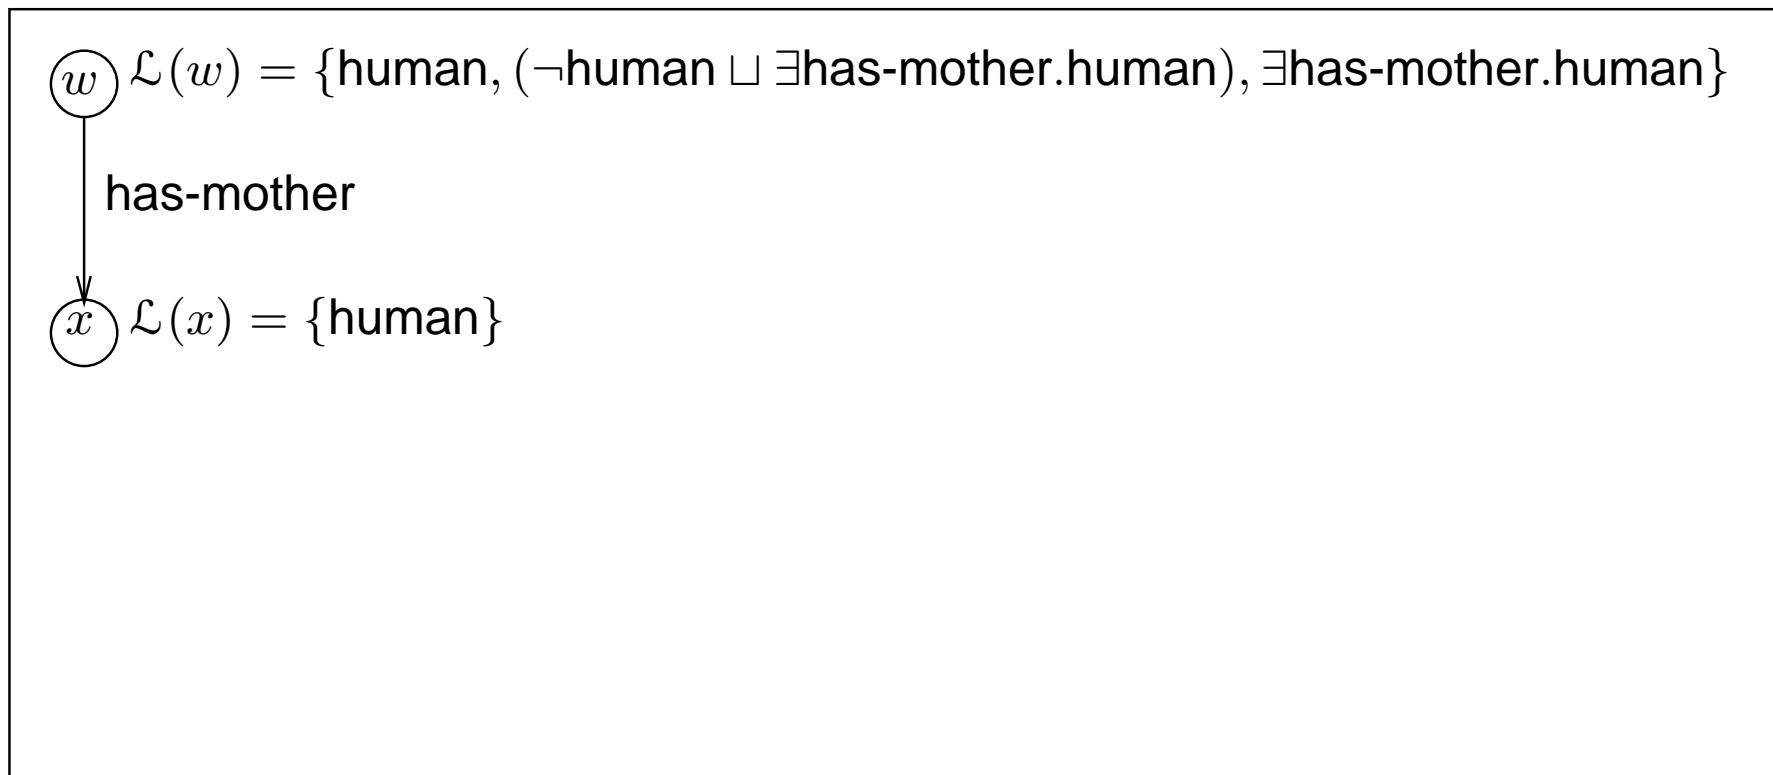 w ℒ(w) = {human, (¬human ⊔ ∃has-mother.human), ∃has-mother.human}
has-mother
x ℒ(x) = {human}